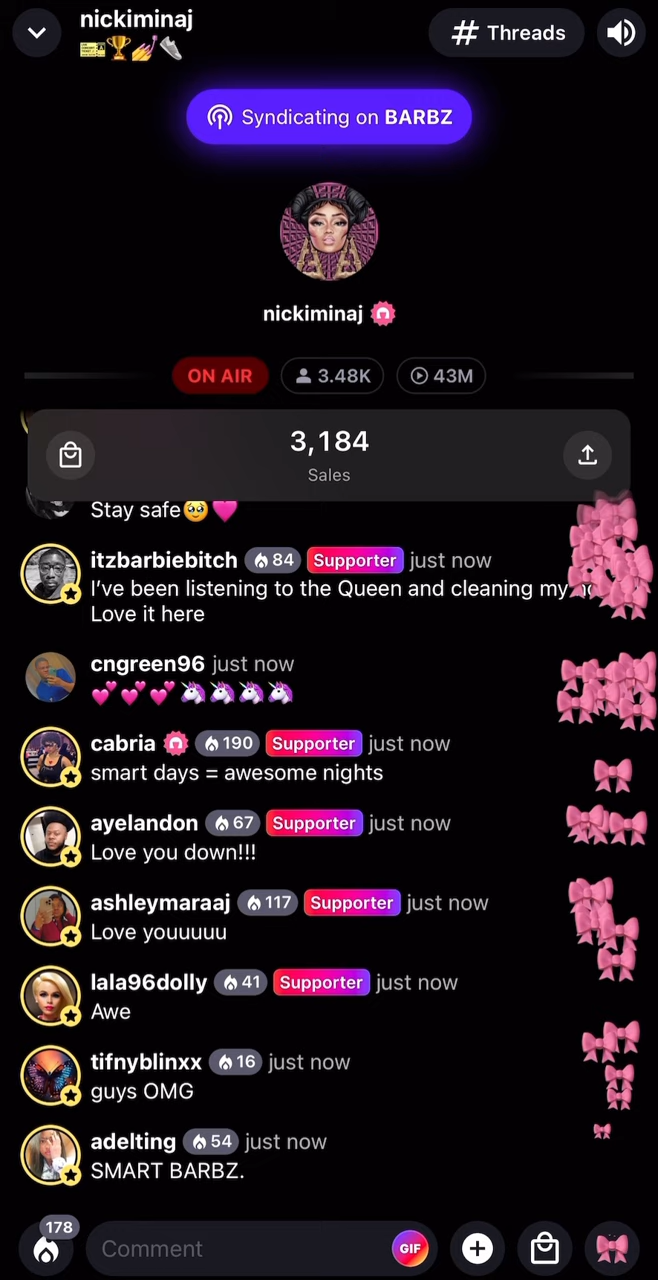 nickiminaj
# Threads
Syndicating on BARBZ
nickiminaj
ON AIR 3.48K 43M
3,184
Sales
Stay safe🥹💗
itzbarbiebitch 84 Supporter just now
I've been listening to the Queen and cleaning my
Love it here
cngreen96 just now
💕💕💕🦄🦄🦄🦄
cabria 190 Supporter just now
smart days = awesome nights
ayelandon 67 Supporter just now
Love you down!!!
ashleymaraaj 117 Supporter just now
Love youuuuu
lala96dolly 41 Supporter just now
Awe
tifnyblinxx 16 just now
guys OMG
adelting 54 just now
SMART BARBZ.
178
Comment GIF